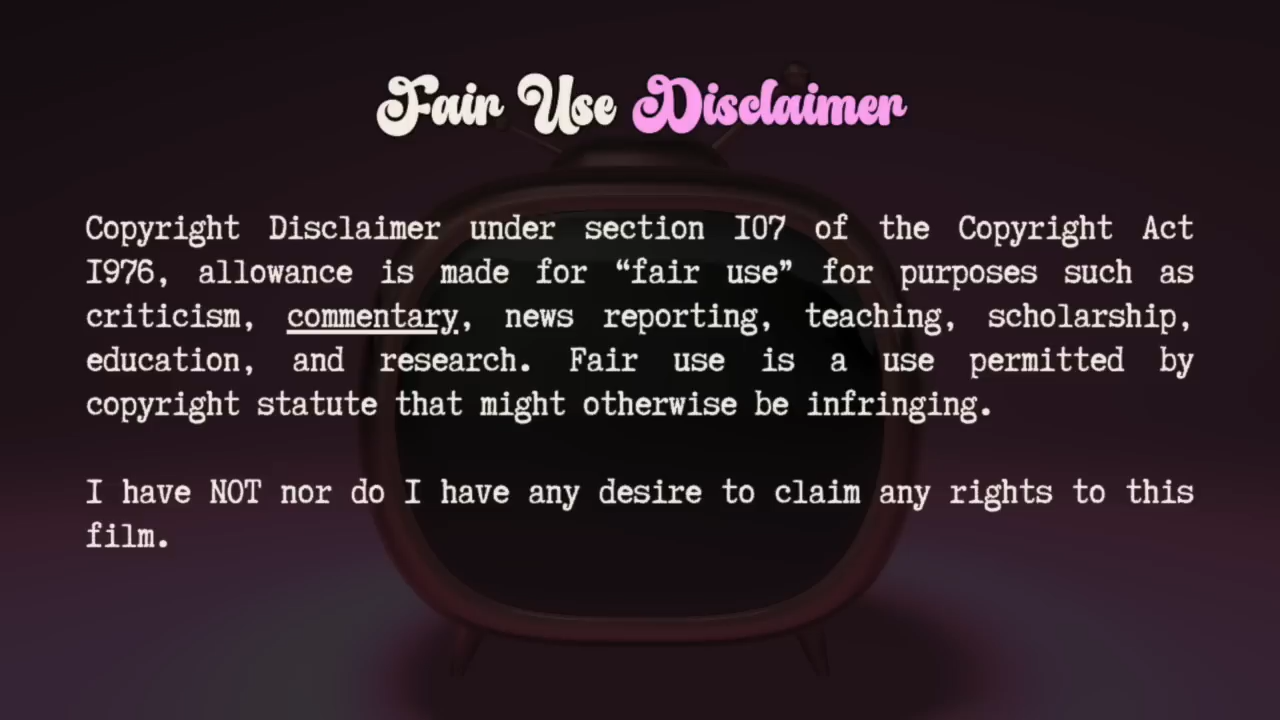 Fair Use Disclaimer
Copyright Disclaimer under section 107 of the Copyright Act
1976, allowance is made for “fair use” for purposes such as
criticism, commentary, news reporting, teaching, scholarship,
education, and research. Fair use is a use permitted by
copyright statute that might otherwise be infringing.
I have NOT nor do I have any desire to claim any rights to this
film.